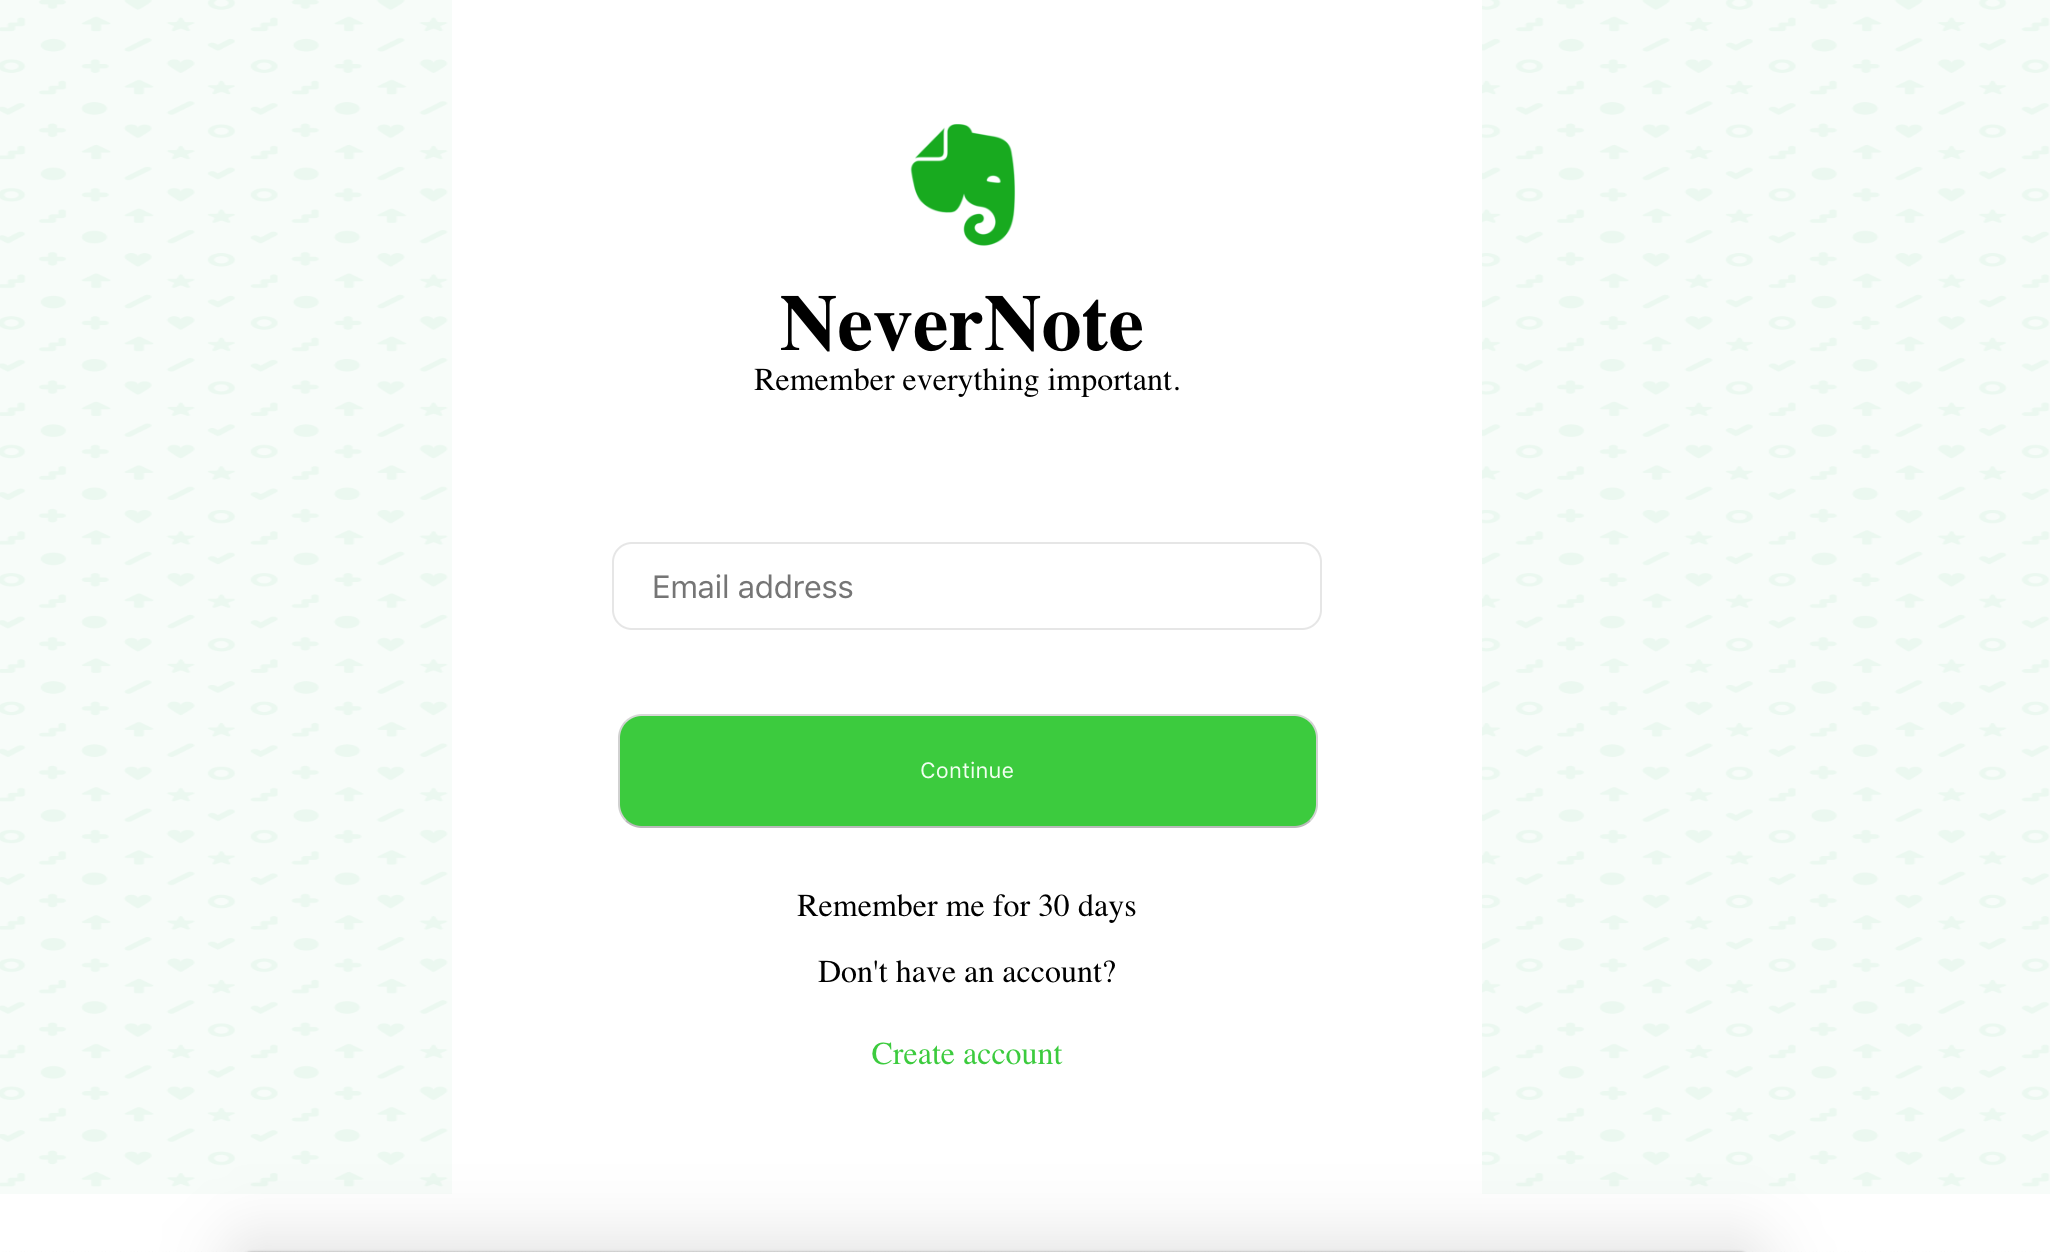 NeverNote
Remember everything important.
Email address
Continue
Remember me for 30 days
Don't have an account?
Create account